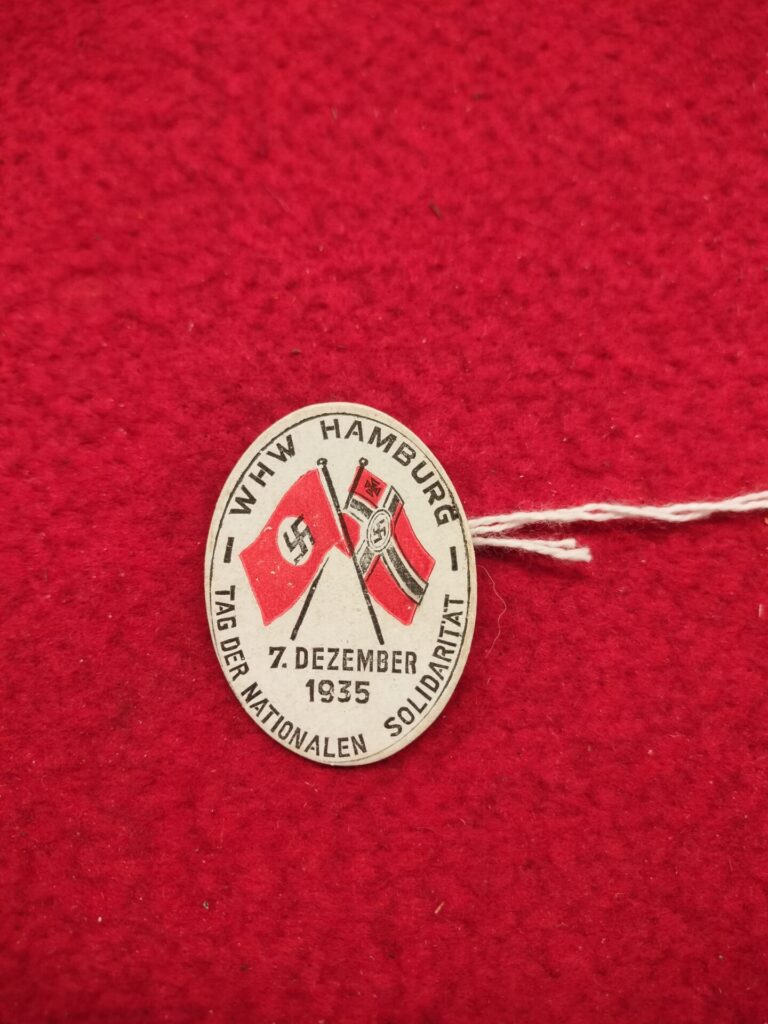 WHW HAMBURG
7. DEZEMBER
1935
- TAG DER NATIONALEN SOLIDARITÄT -